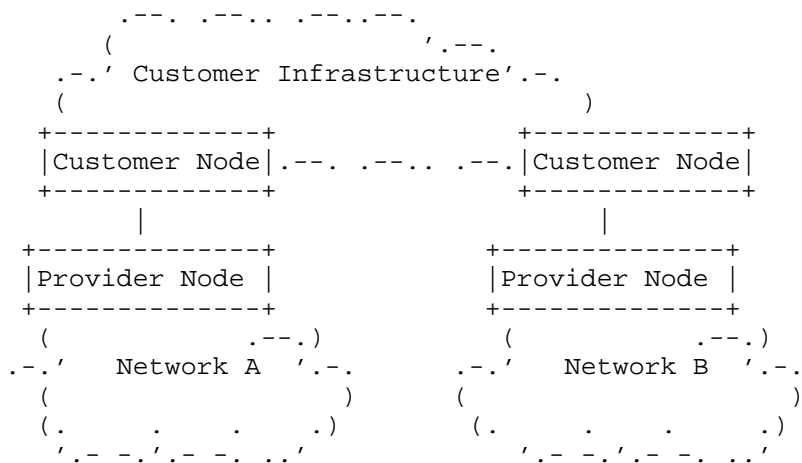 Customer Infrastructure
Customer Node Customer Node
Provider Node Provider Node
Network A Network B